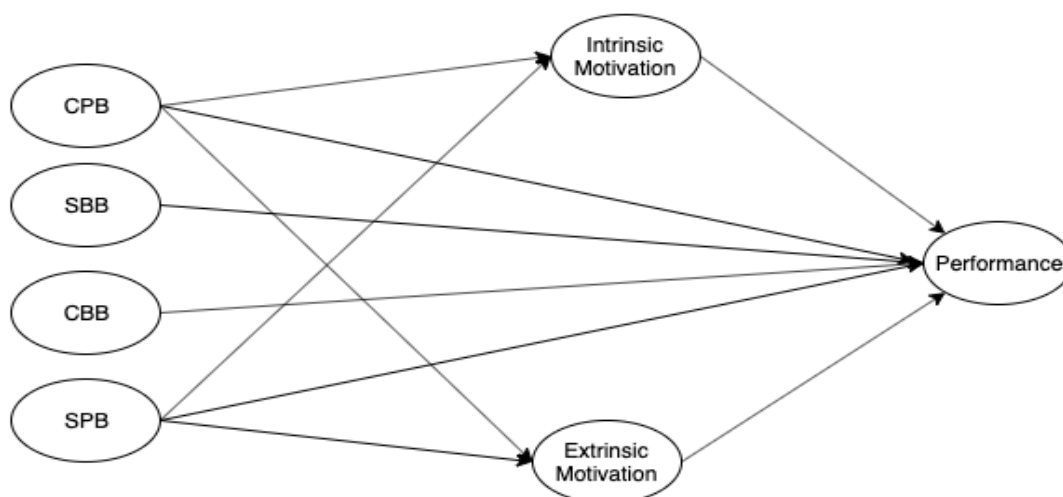 Intrinsic
Motivation
CPB
SBB
Performance
CBB
SPB
Extrinsic
Motivation